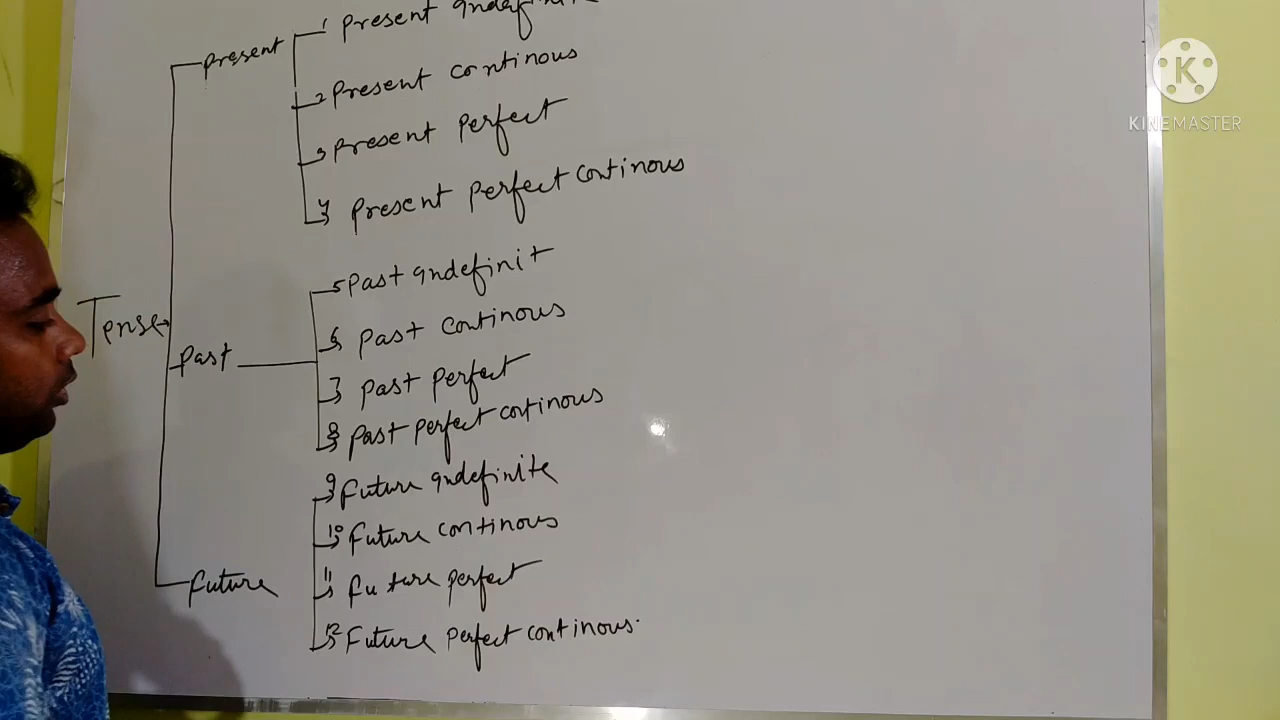 1 Present Indefinite
Present
2 Present continous
3 Present perfect
4 Present perfect continous
5 Past Indefinit
Tense
6 Past continous
Past
7 Past perfect
8 Past perfect continous
9 Future Indefinite
10 Future continous
Future
11 Future perfect
12 Future perfect continous.
K
KINEMASTER